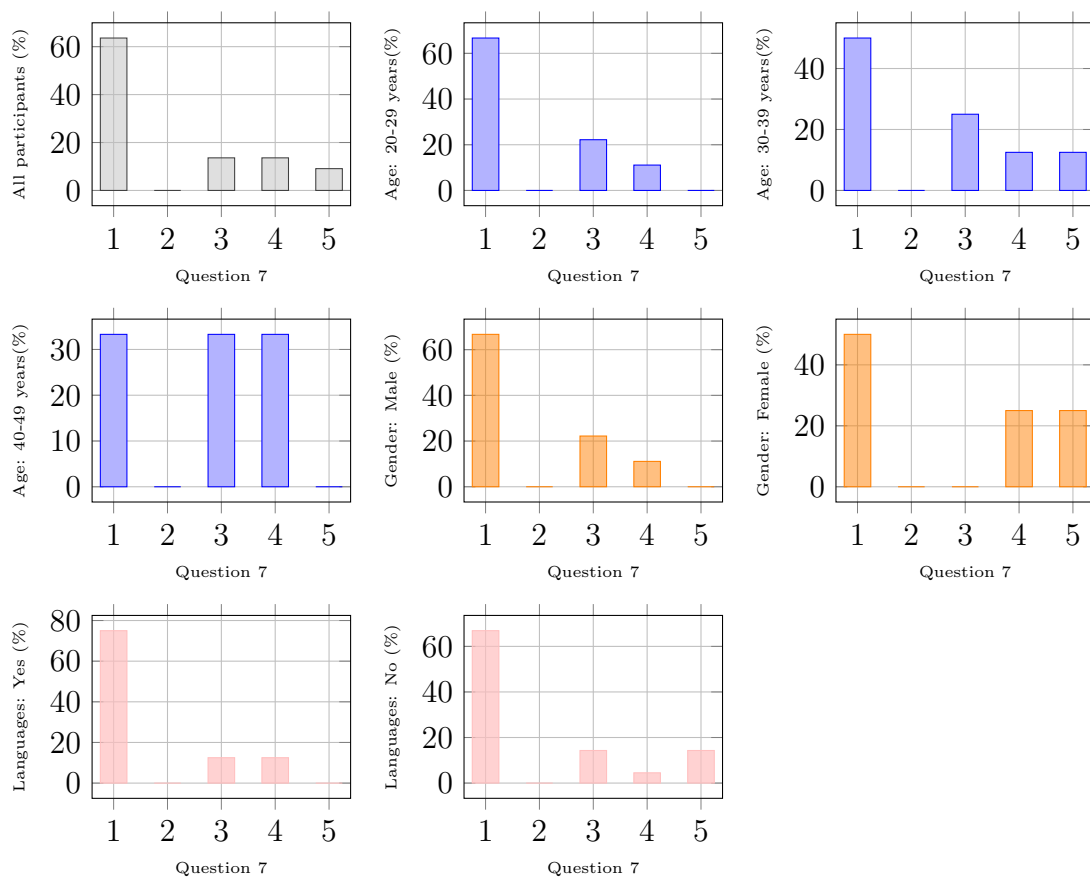 All participants (%)
60
40
20
0
1 2 3 4 5
Question 7
Age: 20-29 years(%)
60
40
20
0
1 2 3 4 5
Question 7
Age: 30-39 years(%)
40
20
0
1 2 3 4 5
Question 7
Age: 40-49 years(%)
30
20
10
0
1 2 3 4 5
Question 7
Gender: Male (%)
60
40
20
0
1 2 3 4 5
Question 7
Gender: Female (%)
40
20
0
1 2 3 4 5
Question 7
Languages: Yes (%)
80
60
40
20
0
1 2 3 4 5
Question 7
Languages: No (%)
60
40
20
0
1 2 3 4 5
Question 7